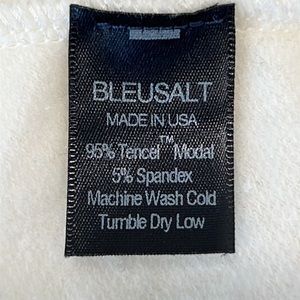 BLEUSALT
MADE IN USA
95% Tencel™ Modal
5% Spandex
Machine Wash Cold
Tumble Dry Low